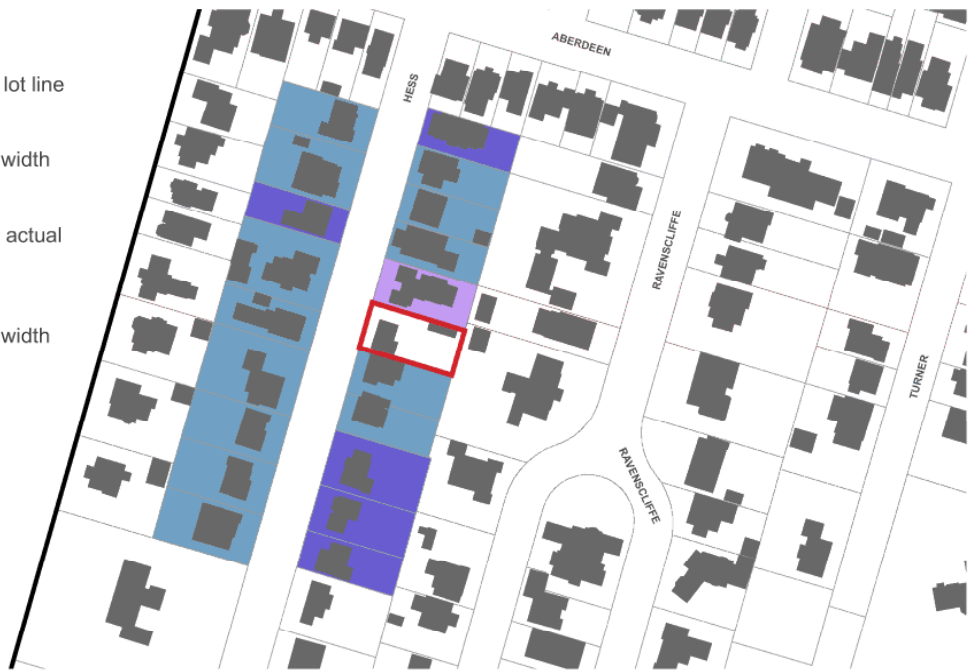 ABERDEEN
lot line
HESS
width
actual
RAVENSCLIFFE
width
TURNER
RAVENSCLIFFE